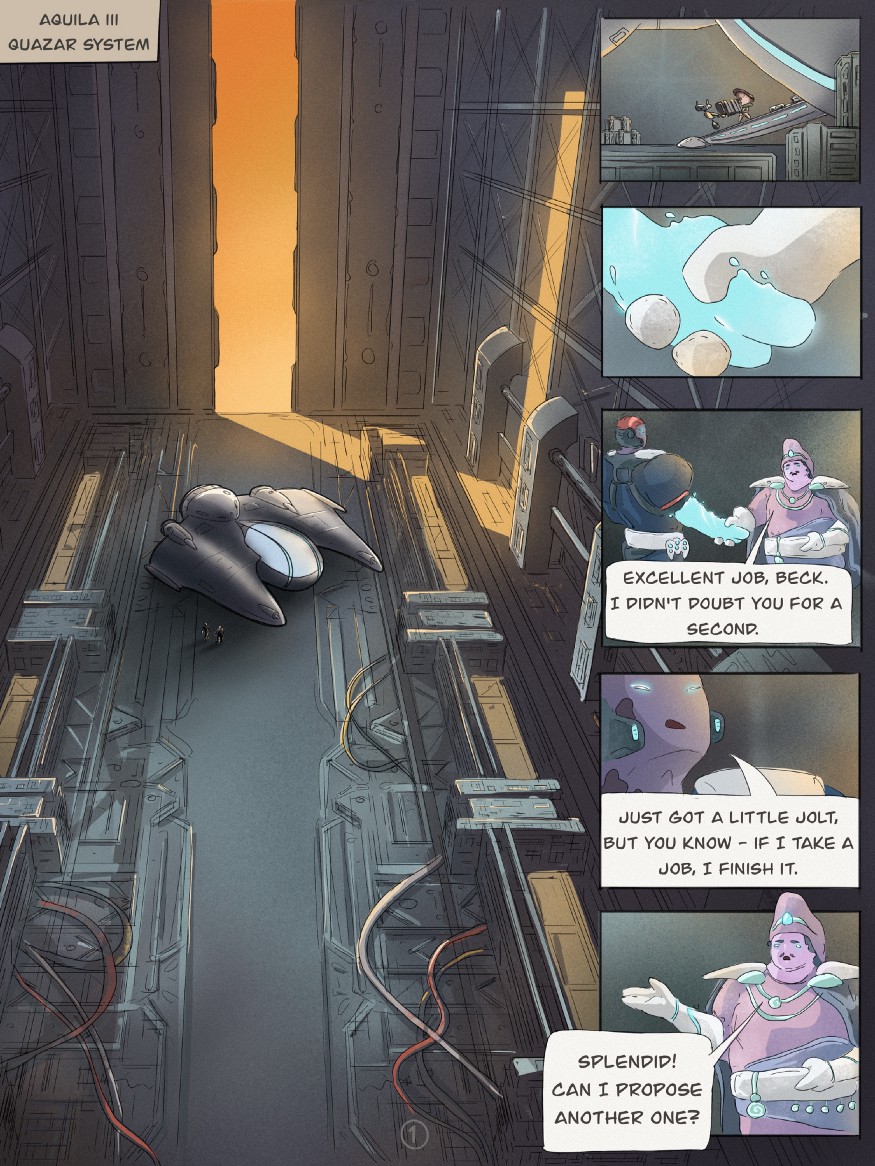 AQUILA III
QUAZAR SYSTEM
EXCELLENT JOB, BECK.
I DIDN'T DOUBT YOU FOR A
SECOND.
JUST GOT A LITTLE JOLT,
BUT YOU KNOW - IF I TAKE A
JOB, I FINISH IT.
SPLENDID!
CAN I PROPOSE
ANOTHER ONE?
1